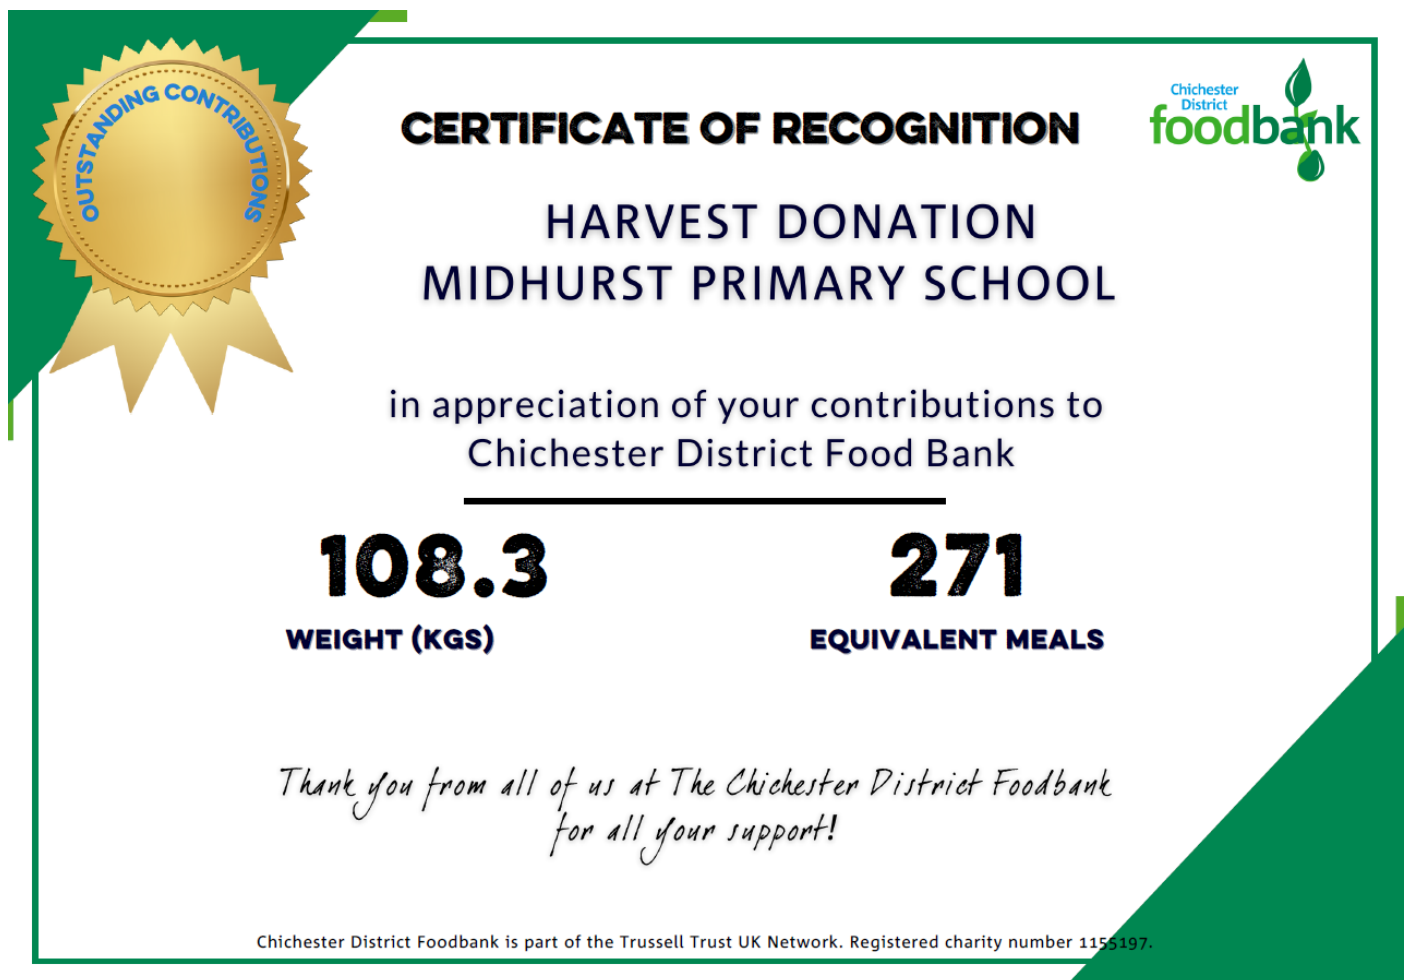 OUTSTANDING CONTRIBUTIONS
CERTIFICATE OF RECOGNITION
Chichester
District
foodbank
HARVEST DONATION
MIDHURST PRIMARY SCHOOL
in appreciation of your contributions to
Chichester District Food Bank
108.3
WEIGHT (KGS)
271
EQUIVALENT MEALS
Thank you from all of us at The Chichester District Foodbank
for all your support!
Chichester District Foodbank is part of the Trussell Trust UK Network. Registered charity number 1155197.